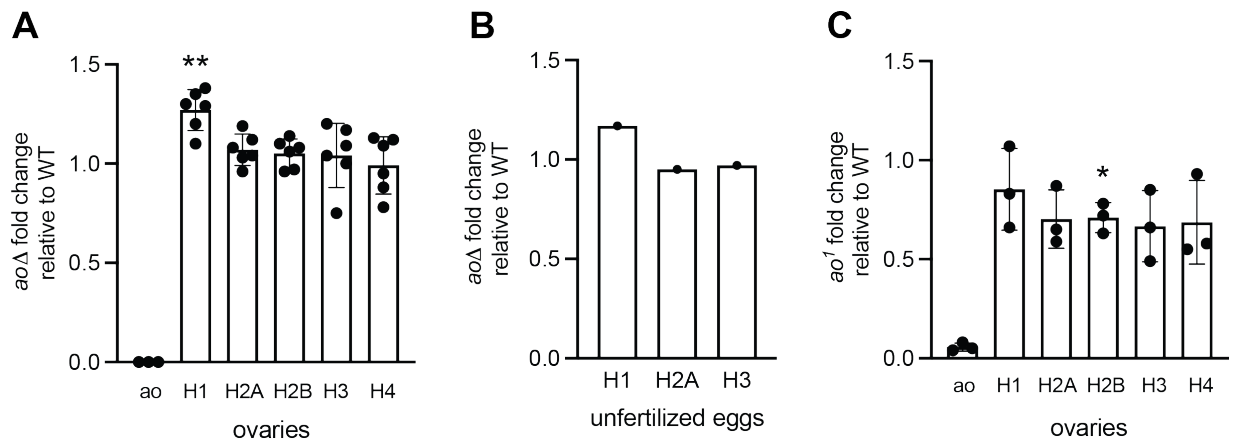 A
**
1.5
1.0
0.5
0.0
aoΔ fold change
relative to WT
ao H1 H2A H2B H3 H4
ovaries
B
1.5
1.0
0.5
0.0
aoΔ fold change
relative to WT
H1 H2A H3
unfertilized eggs
C
*
1.5
1.0
0.5
0.0
ao¹ fold change
relative to WT
ao H1 H2A H2B H3 H4
ovaries